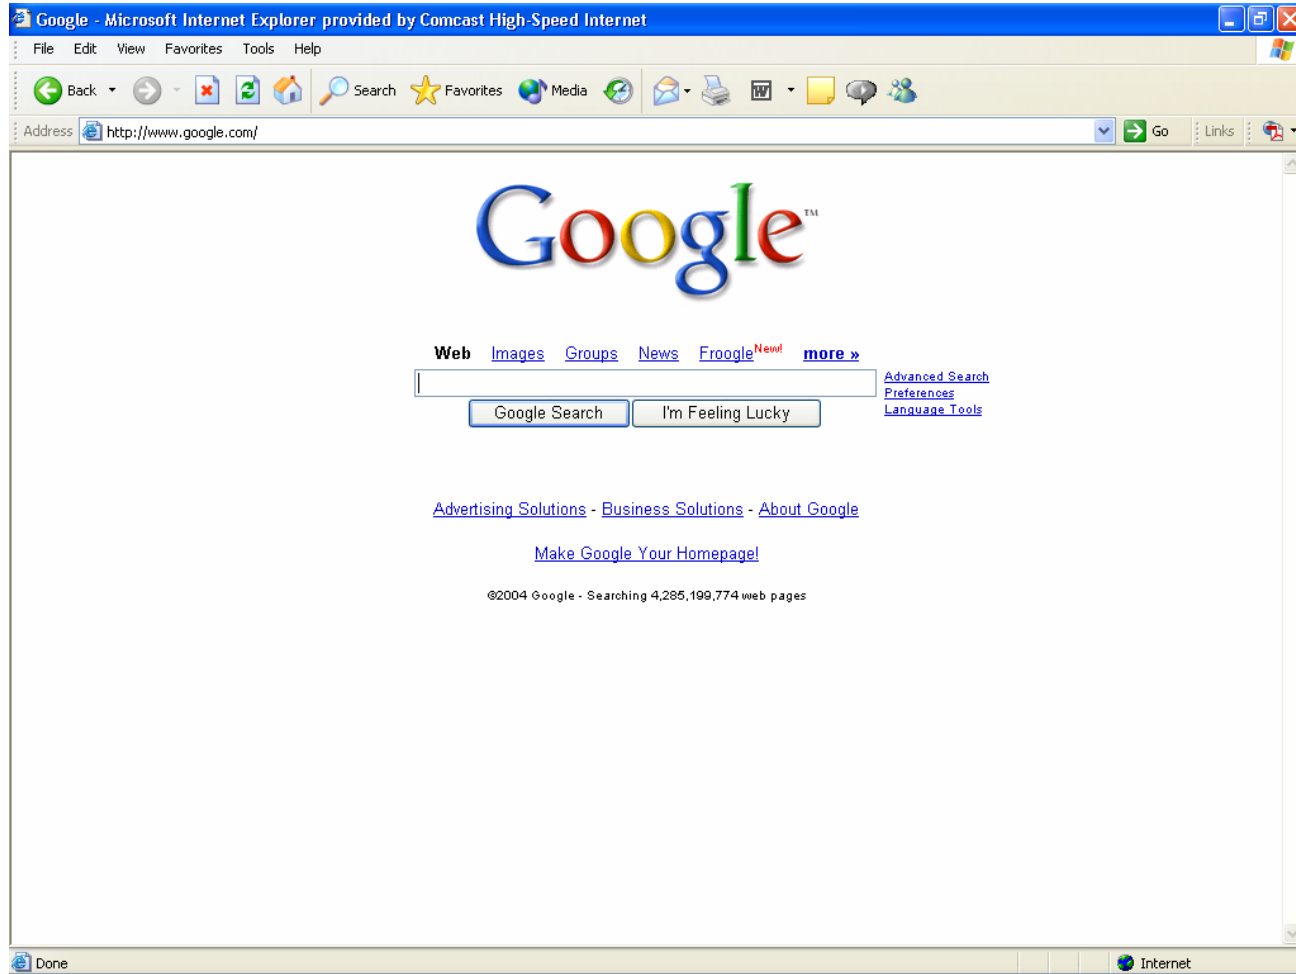 Google - Microsoft Internet Explorer provided by Comcast High-Speed Internet
File Edit View Favorites Tools Help
Back Search Favorites Media
Address http://www.google.com/ Go Links
Google™
Web Images Groups News Froogle New! more »
Advanced Search
Preferences
Language Tools
Google Search I'm Feeling Lucky
Advertising Solutions - Business Solutions - About Google
Make Google Your Homepage!
©2004 Google - Searching 4,285,199,774 web pages
Done Internet